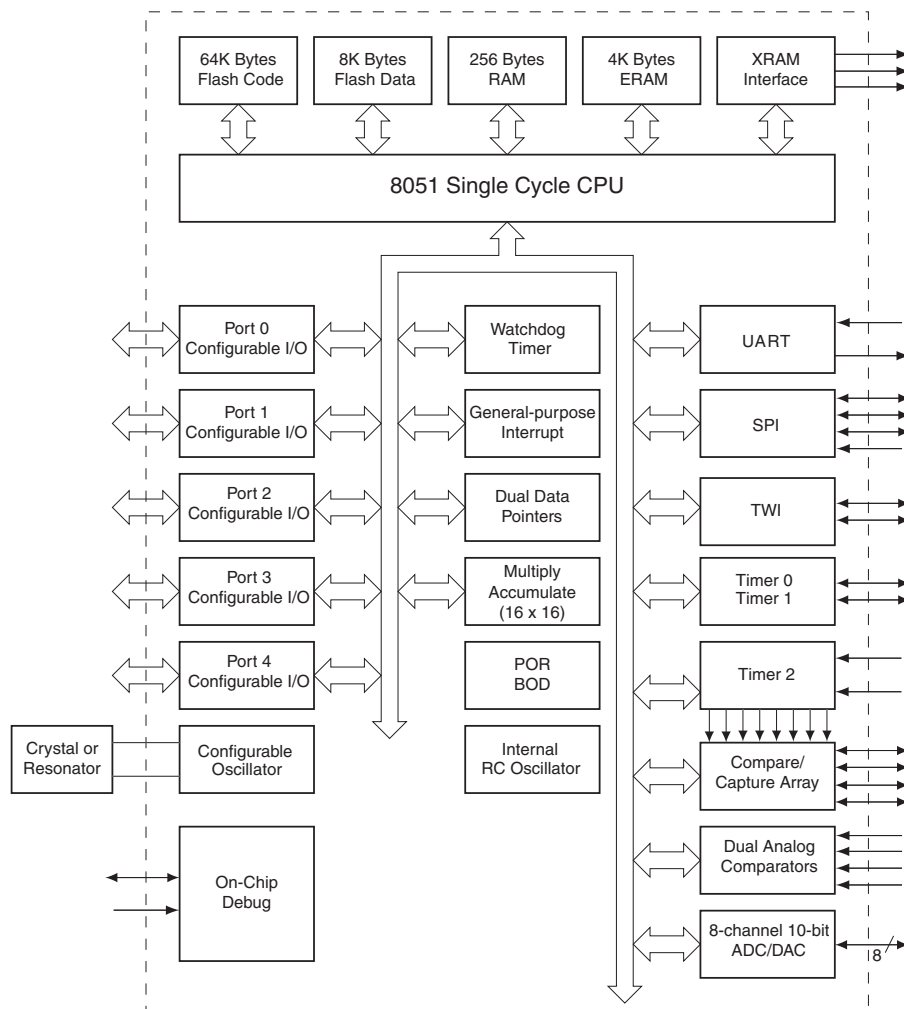 64K Bytes
Flash Code
8K Bytes
Flash Data
256 Bytes
RAM
4K Bytes
ERAM
XRAM
Interface
8051 Single Cycle CPU
Port 0
Configurable I/O
Watchdog
Timer
UART
Port 1
Configurable I/O
General-purpose
Interrupt
SPI
Port 2
Configurable I/O
Dual Data
Pointers
TWI
Port 3
Configurable I/O
Multiply
Accumulate
(16 x 16)
Timer 0
Timer 1
Port 4
Configurable I/O
POR
BOD
Timer 2
Crystal or
Resonator
Configurable
Oscillator
Internal
RC Oscillator
Compare/
Capture Array
On-Chip
Debug
Dual Analog
Comparators
8-channel 10-bit
ADC/DAC
8